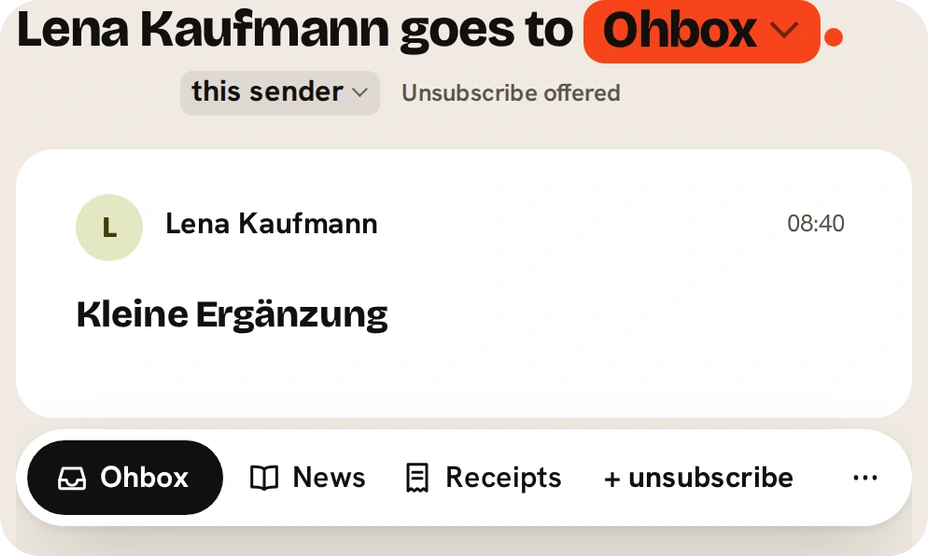 Lena Kaufmann goes to Ohbox.
this sender Unsubscribe offered
L Lena Kaufmann 08:40
Kleine Ergänzung
Ohbox News Receipts + unsubscribe ...